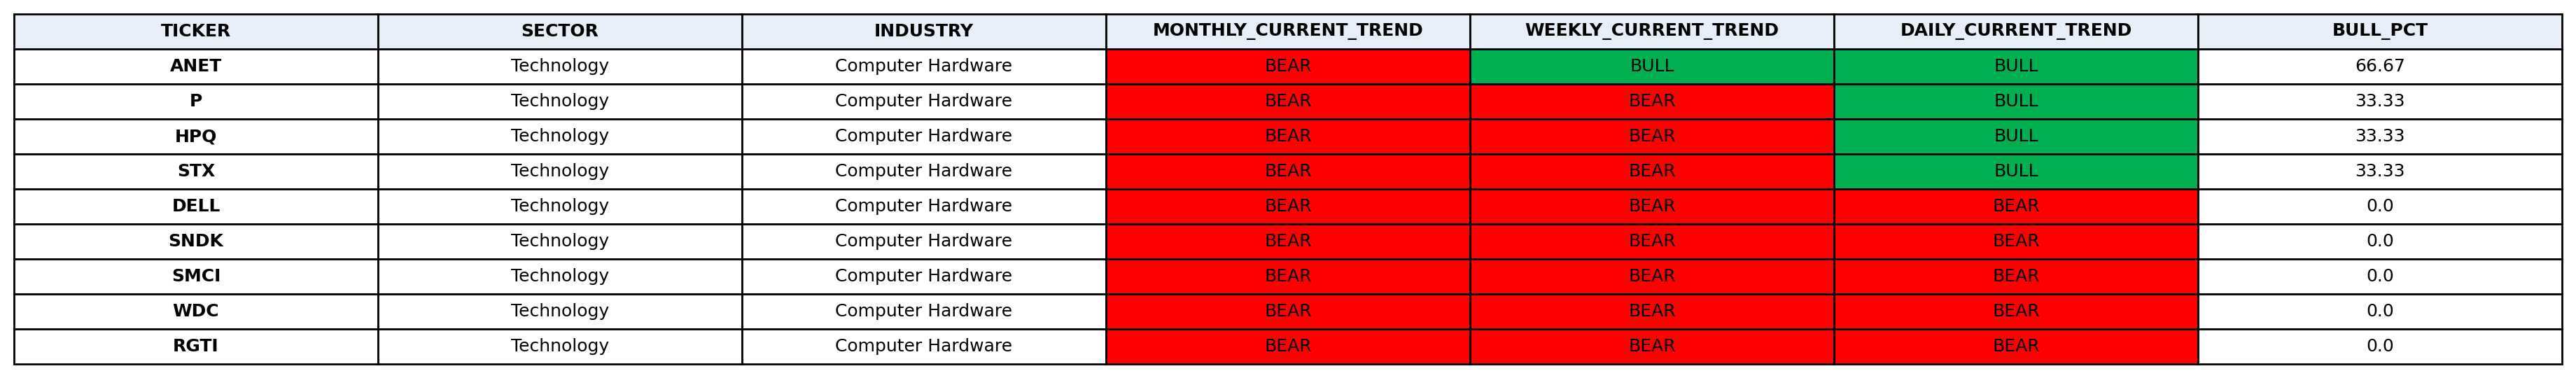 TICKER SECTOR INDUSTRY MONTHLY_CURRENT_TREND WEEKLY_CURRENT_TREND DAILY_CURRENT_TREND BULL_PCT
ANET Technology Computer Hardware BEAR BULL BULL 66.67
P Technology Computer Hardware BEAR BEAR BULL 33.33
HPQ Technology Computer Hardware BEAR BEAR BULL 33.33
STX Technology Computer Hardware BEAR BEAR BULL 33.33
DELL Technology Computer Hardware BEAR BEAR BEAR 0.0
SNDK Technology Computer Hardware BEAR BEAR BEAR 0.0
SMCI Technology Computer Hardware BEAR BEAR BEAR 0.0
WDC Technology Computer Hardware BEAR BEAR BEAR 0.0
RGTI Technology Computer Hardware BEAR BEAR BEAR 0.0